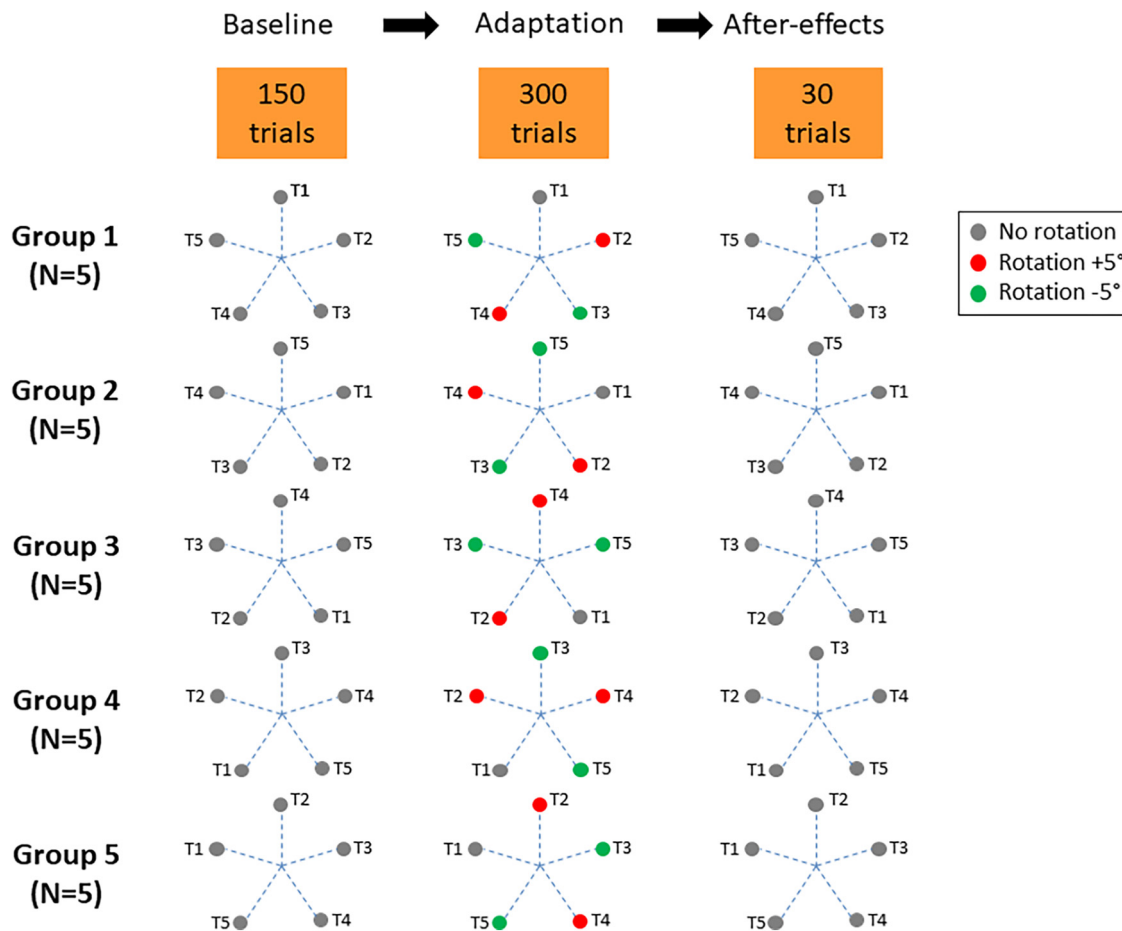 Baseline
Adaptation
After-effects
150
trials
300
trials
30
trials
Group 1
(N=5)
T1
T5
T2
T4
T3
T1
T5
T2
T4
T3
T1
T5
T2
T4
T3
No rotation
Rotation +5°
Rotation -5°
Group 2
(N=5)
T5
T4
T1
T3
T2
T5
T4
T1
T3
T2
T5
T4
T1
T3
T2
Group 3
(N=5)
T4
T3
T5
T2
T1
T4
T3
T5
T2
T1
T4
T3
T5
T2
T1
Group 4
(N=5)
T3
T2
T4
T1
T5
T3
T2
T4
T1
T5
T3
T2
T4
T1
T5
Group 5
(N=5)
T2
T1
T3
T5
T4
T2
T1
T3
T5
T4
T2
T1
T3
T5
T4